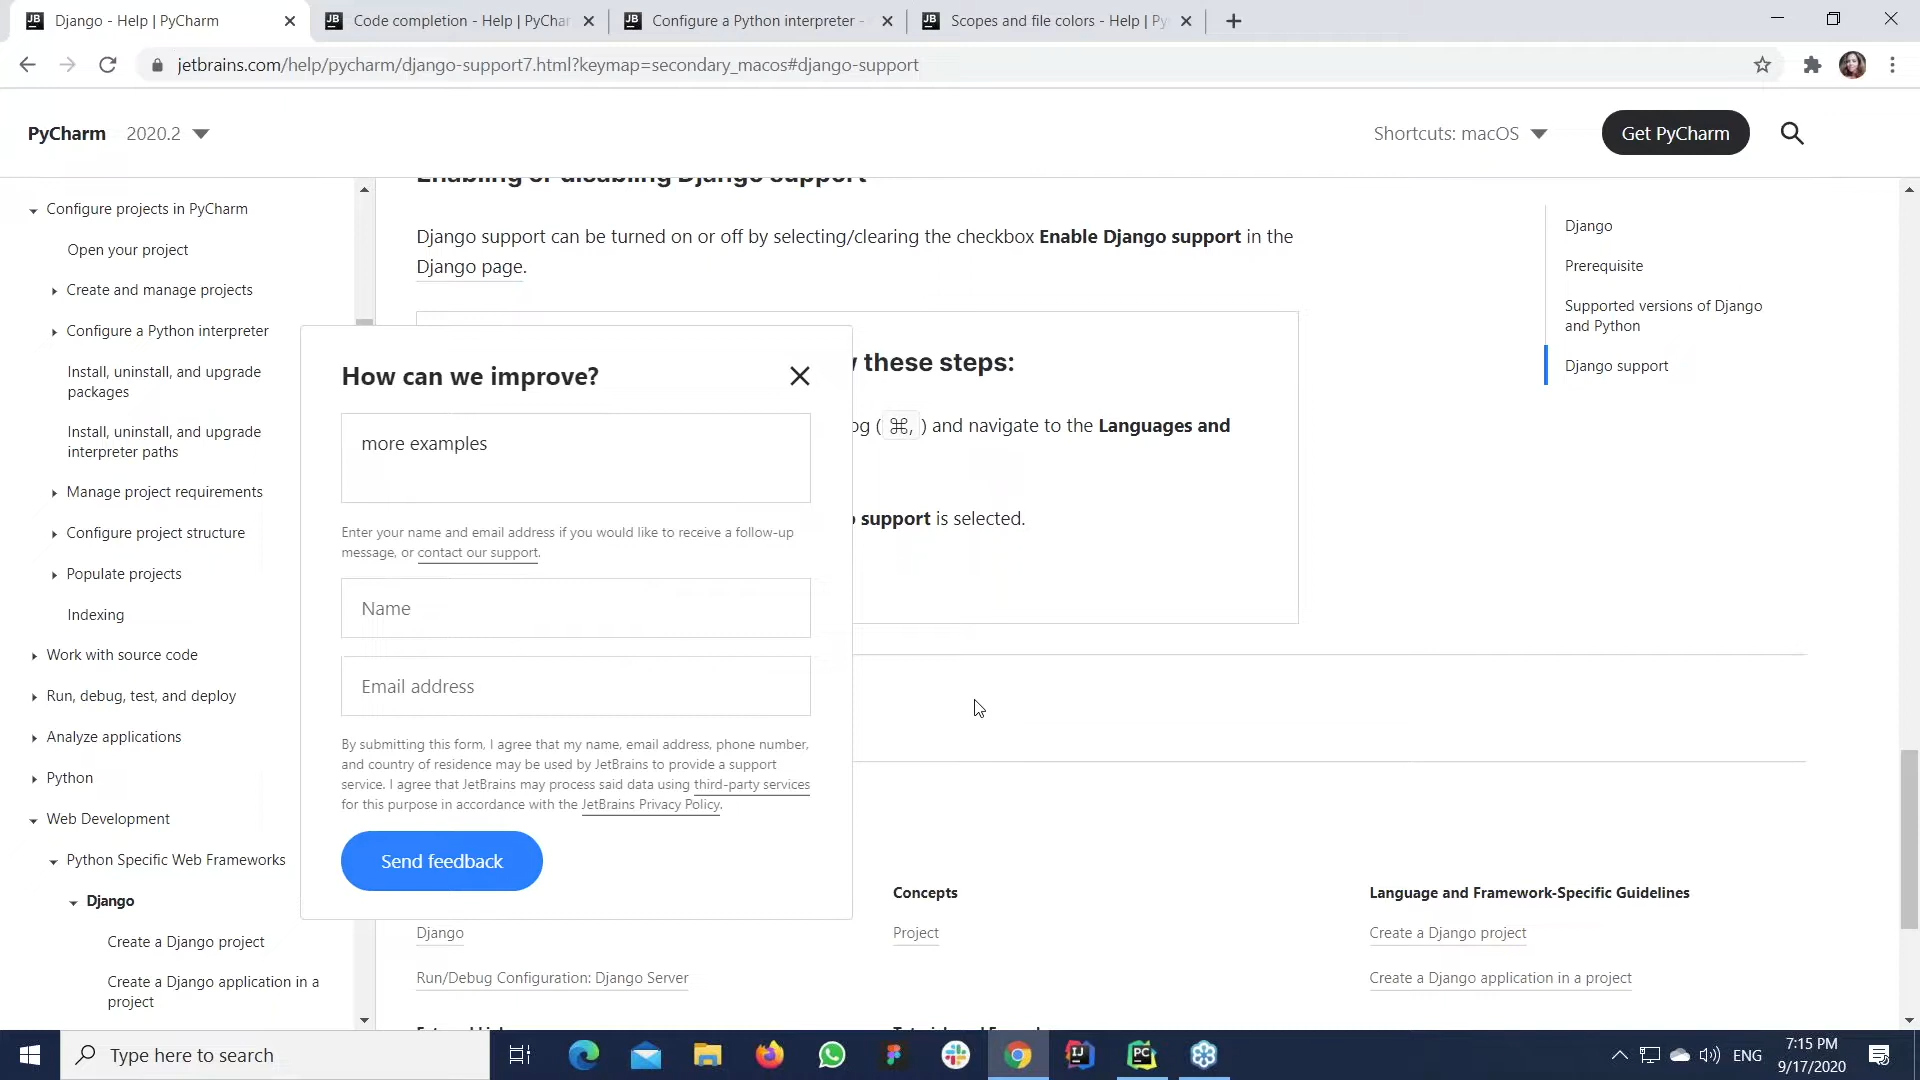 Django - Help | PyCharm
Code completion - Help | PyChar
Configure a Python interpreter -
Scopes and file colors - Help | Py
jetbrains.com/help/pycharm/django-support7.html?keymap=secondary_macos#django-support
PyCharm 2020.2
Shortcuts: macOS
Get PyCharm
Configure projects in PyCharm
Open your project
Create and manage projects
Configure a Python interpreter
Install, uninstall, and upgrade
packages
Install, uninstall, and upgrade
interpreter paths
Manage project requirements
Configure project structure
Populate projects
Indexing
Work with source code
Run, debug, test, and deploy
Analyze applications
Python
Web Development
Python Specific Web Frameworks
Django
Create a Django project
Create a Django application in a
project
Enabling or disabling Django support
Django support can be turned on or off by selecting/clearing the checkbox Enable Django support in the
Django page.
these steps:
og (⌘,) and navigate to the Languages and
support is selected.
How can we improve?
more examples
Enter your name and email address if you would like to receive a follow-up
message, or contact our support.
Name
Email address
By submitting this form, I agree that my name, email address, phone number,
and country of residence may be used by JetBrains to provide a support
service. I agree that JetBrains may process said data using third-party services
for this purpose in accordance with the JetBrains Privacy Policy.
Send feedback
Django
Run/Debug Configuration: Django Server
Concepts
Project
Language and Framework-Specific Guidelines
Create a Django project
Create a Django application in a project
Django
Prerequisite
Supported versions of Django
and Python
Django support
Type here to search
ENG
7:15 PM
9/17/2020